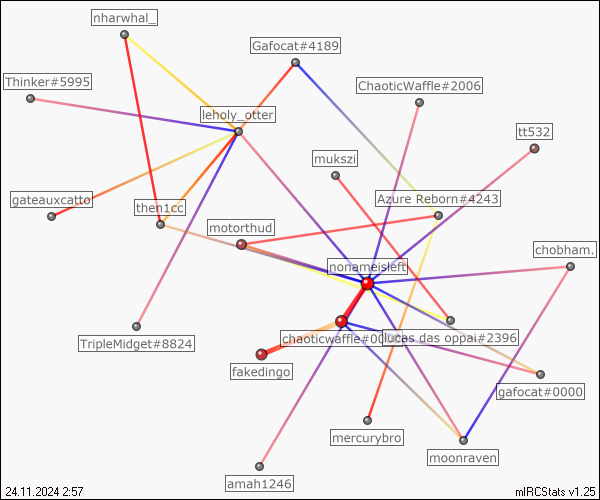 nharwhal_
Gafocat#4189
Thinker#5995
ChaoticWaffle#2006
leholy_otter
tt532
mukszi
gateauxcatto
then1cc
Azure Reborn#4243
motorthud
chobham.
nonameisleft
chaoticwaffle#00
cas das oppai#2396
TripleMidget#8824
fakedingo
gafocat#0000
mercurybro
moonraven
amah1246
24.11.2024 2:57
mIRCStats v1.25